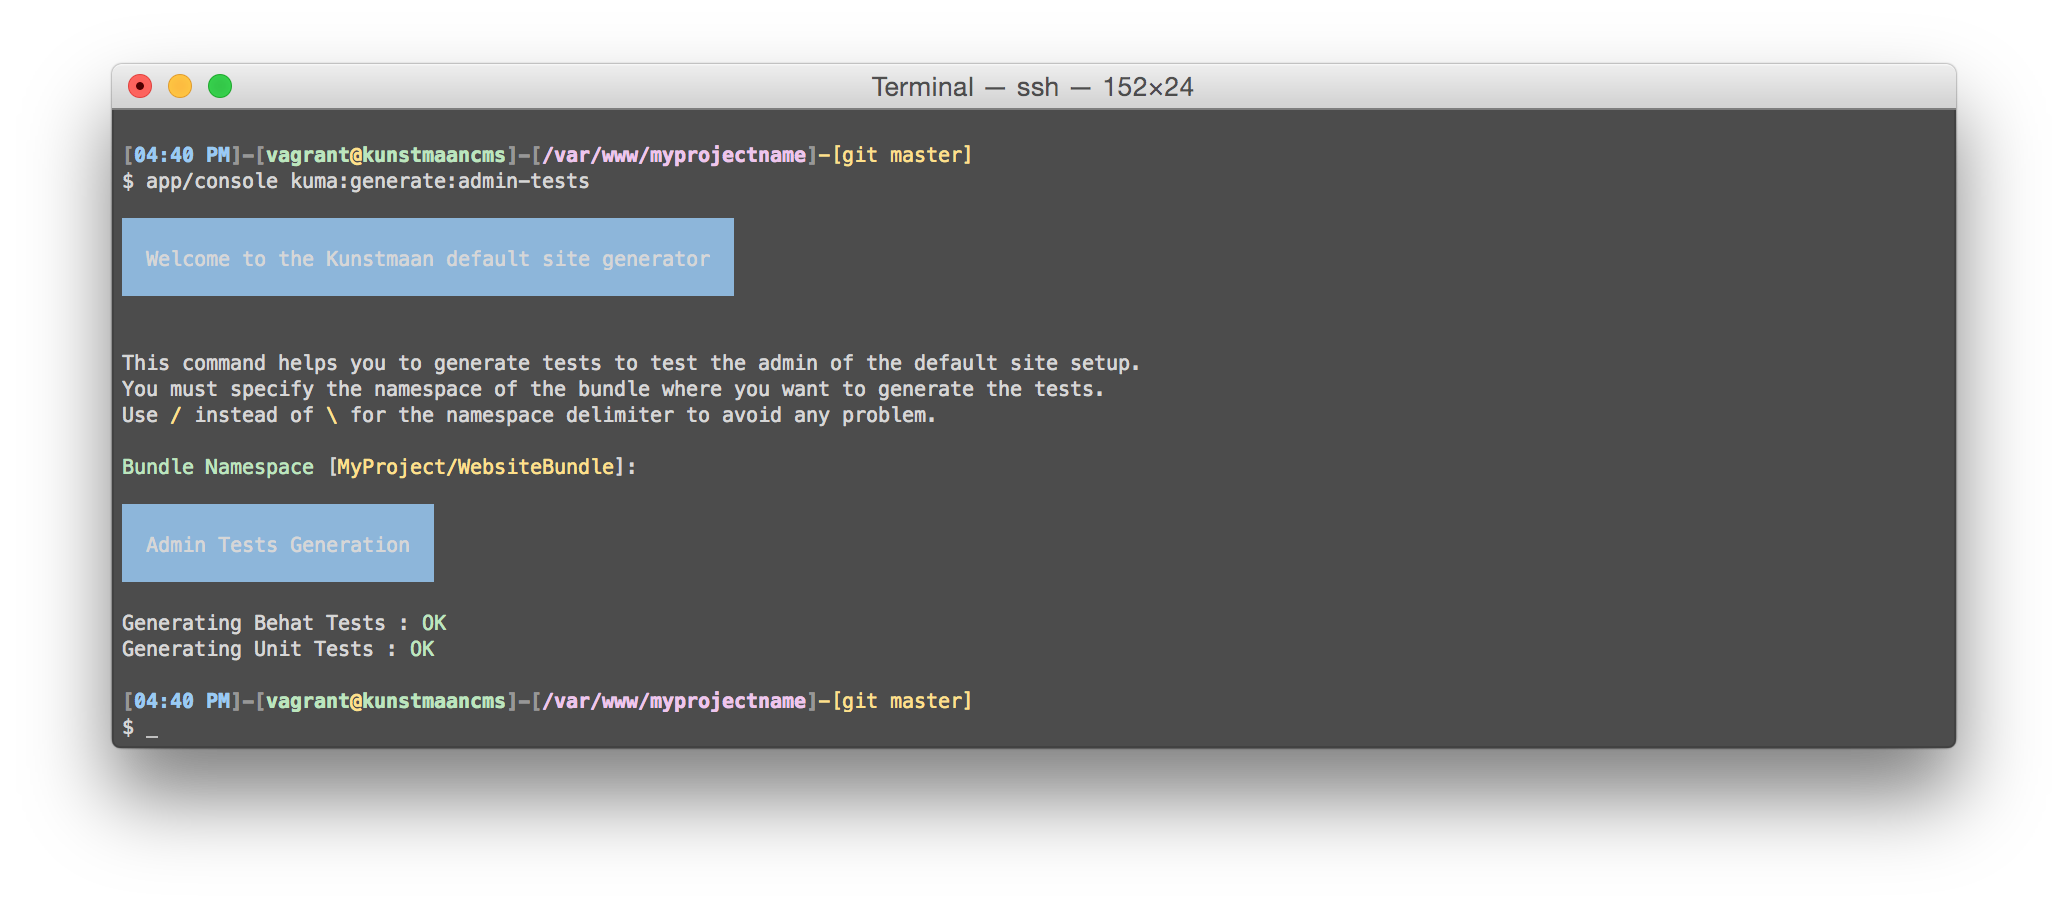 Terminal — ssh — 152×24
[04:40 PM]–[vagrant@kunstmaancms]–[/var/www/myprojectname]–[git master]
$ app/console kuma:generate:admin-tests
Welcome to the Kunstmaan default site generator
This command helps you to generate tests to test the admin of the default site setup.
You must specify the namespace of the bundle where you want to generate the tests.
Use / instead of \ for the namespace delimiter to avoid any problem.
Bundle Namespace [MyProject/WebsiteBundle]:
Admin Tests Generation
Generating Behat Tests : OK
Generating Unit Tests : OK
[04:40 PM]–[vagrant@kunstmaancms]–[/var/www/myprojectname]–[git master]
$ _